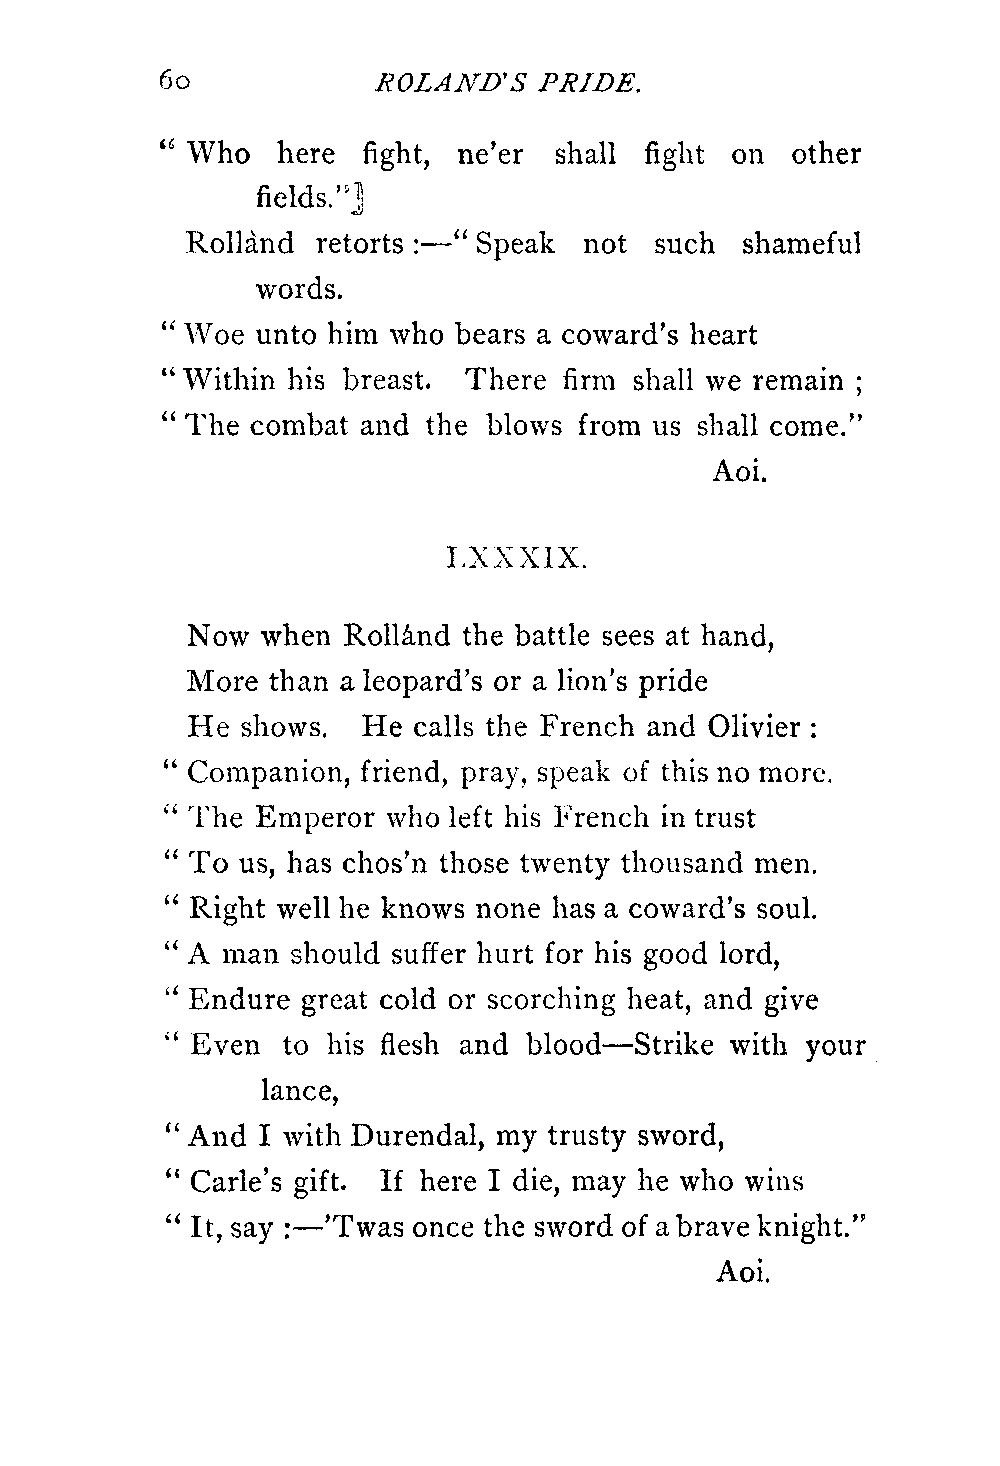 60 ROLAND'S PRIDE.
“ Who here fight, ne'er shall fight on other
fields.”]
Rollànd retorts :—“ Speak not such shameful
words.
“ Woe unto him who bears a coward's heart
“ Within his breast. There firm shall we remain ;
“ The combat and the blows from us shall come.”
Aoi.
LXXXIX.
Now when Rollànd the battle sees at hand,
More than a leopard's or a lion's pride
He shows. He calls the French and Olivier :
“ Companion, friend, pray, speak of this no more.
“ The Emperor who left his French in trust
“ To us, has chos'n those twenty thousand men.
“ Right well he knows none has a coward's soul.
“ A man should suffer hurt for his good lord,
“ Endure great cold or scorching heat, and give
“ Even to his flesh and blood—Strike with your
lance,
“ And I with Durendal, my trusty sword,
“ Carle's gift. If here I die, may he who wins
“ It, say :—'Twas once the sword of a brave knight.”
Aoi.